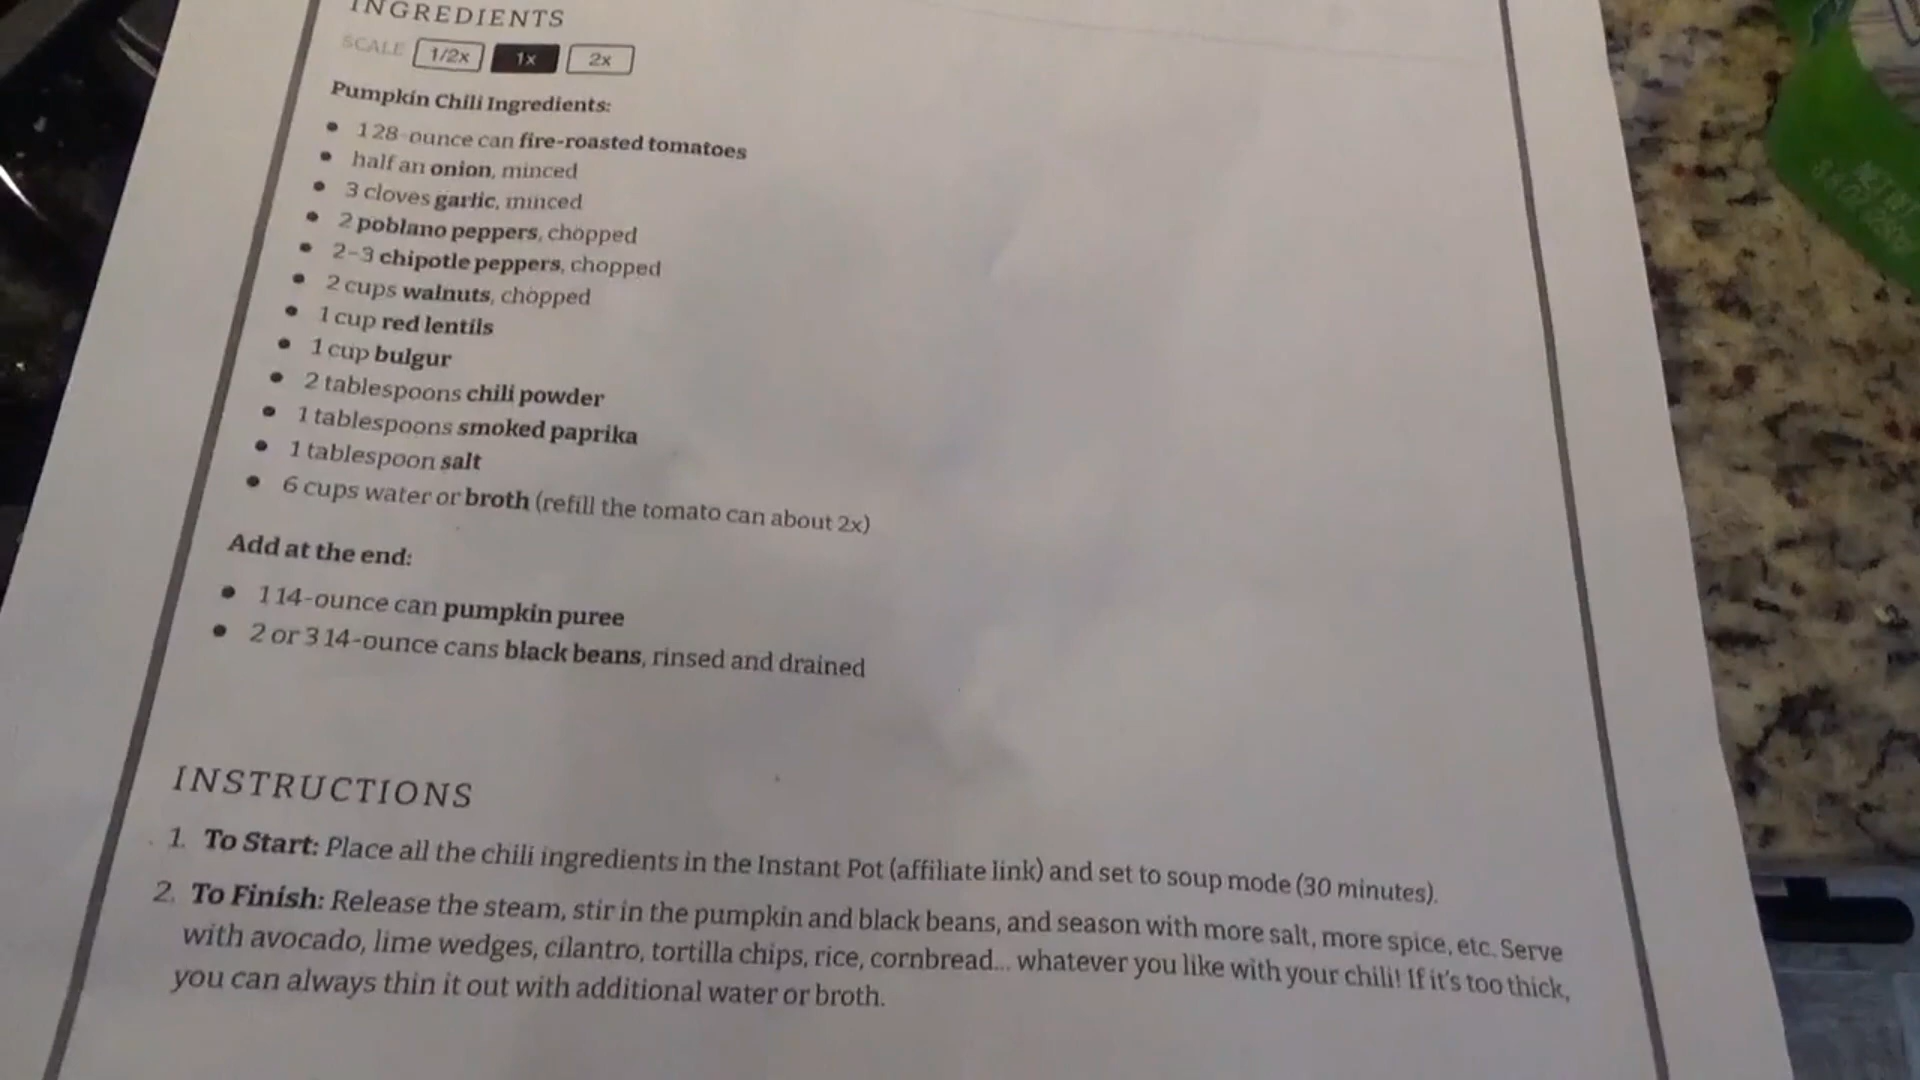 INGREDIENTS
SCALE 1/2x 1x 2x
Pumpkin Chili Ingredients:
1 28-ounce can fire-roasted tomatoes
half an onion, minced
3 cloves garlic, minced
2 poblano peppers, chopped
2–3 chipotle peppers, chopped
2 cups walnuts, chopped
1 cup red lentils
1 cup bulgur
2 tablespoons chili powder
1 tablespoons smoked paprika
1 tablespoon salt
6 cups water or broth (refill the tomato can about 2x)
Add at the end:
1 14-ounce can pumpkin puree
2 or 3 14-ounce cans black beans, rinsed and drained
INSTRUCTIONS
1. To Start: Place all the chili ingredients in the Instant Pot (affiliate link) and set to soup mode (30 minutes).
2. To Finish: Release the steam, stir in the pumpkin and black beans, and season with more salt, more spice, etc. Serve
with avocado, lime wedges, cilantro, tortilla chips, rice, cornbread... whatever you like with your chili! If it's too thick,
you can always thin it out with additional water or broth.